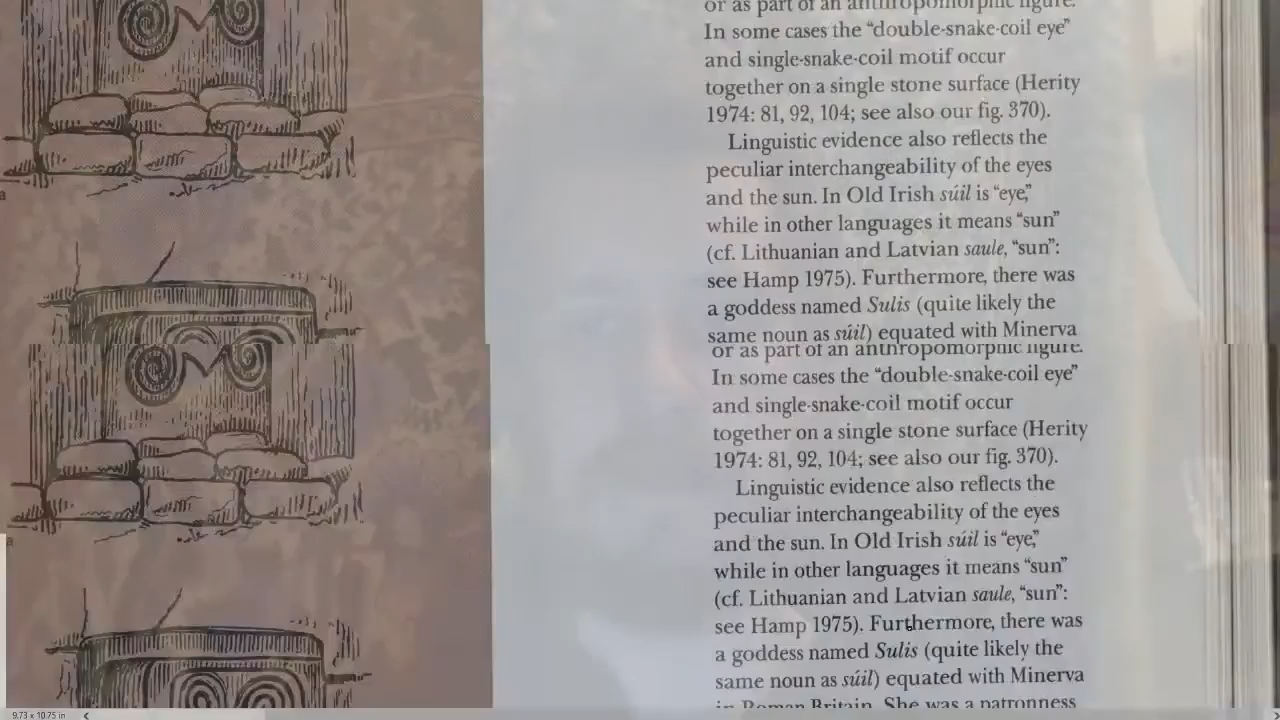 or as part of an anthropomorphic figure.
In some cases the “double-snake-coil eye”
and single-snake-coil motif occur
together on a single stone surface (Herity
1974: 81, 92, 104; see also our fig. 370).
Linguistic evidence also reflects the
peculiar interchangeability of the eyes
and the sun. In Old Irish súil is “eye,”
while in other languages it means “sun”
(cf. Lithuanian and Latvian saule, “sun”:
see Hamp 1975). Furthermore, there was
a goddess named Sulis (quite likely the
same noun as súil) equated with Minerva
or as part of an anthropomorphic figure.
In some cases the “double-snake-coil eye”
and single-snake-coil motif occur
together on a single stone surface (Herity
1974: 81, 92, 104; see also our fig. 370).
Linguistic evidence also reflects the
peculiar interchangeability of the eyes
and the sun. In Old Irish súil is “eye,”
while in other languages it means “sun”
(cf. Lithuanian and Latvian saule, “sun”:
see Hamp 1975). Furthermore, there was
a goddess named Sulis (quite likely the
same noun as súil) equated with Minerva
in Roman Britain. She was a patronness
a
a
9.73 x 10.75 in